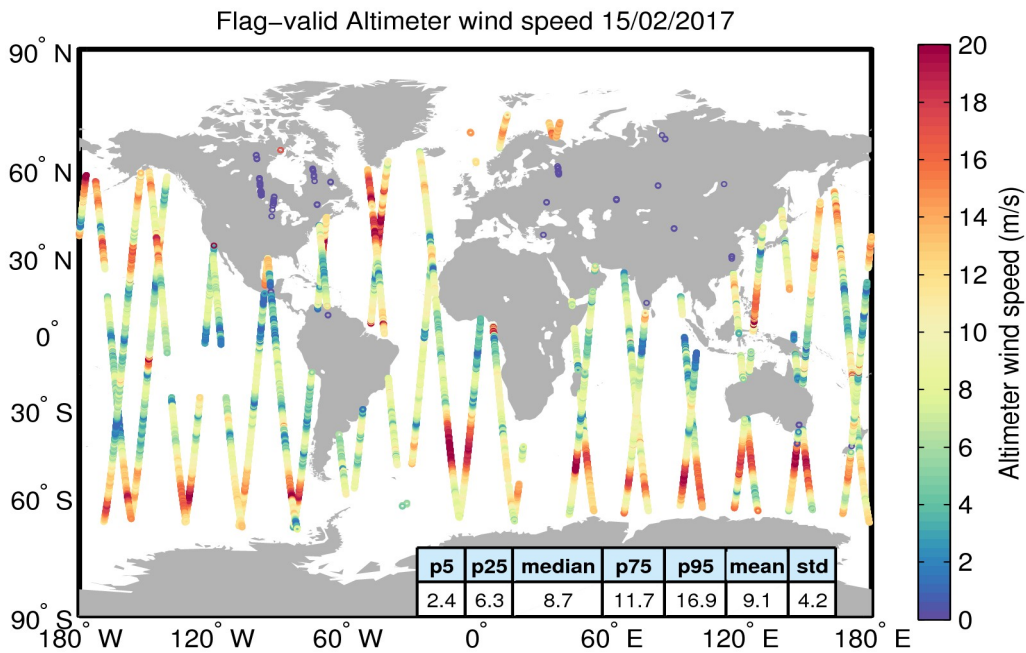 Flag−valid Altimeter wind speed 15/02/2017
90° N
60° N
30° N
0°
30° S
60° S
90° S
180° W
120° W
60° W
0°
60° E
120° E
180° E
p5 p25 median p75 p95 mean std
2.4 6.3 8.7 11.7 16.9 9.1 4.2
20
18
16
14
12
10
8
6
4
2
0
Altimeter wind speed (m/s)